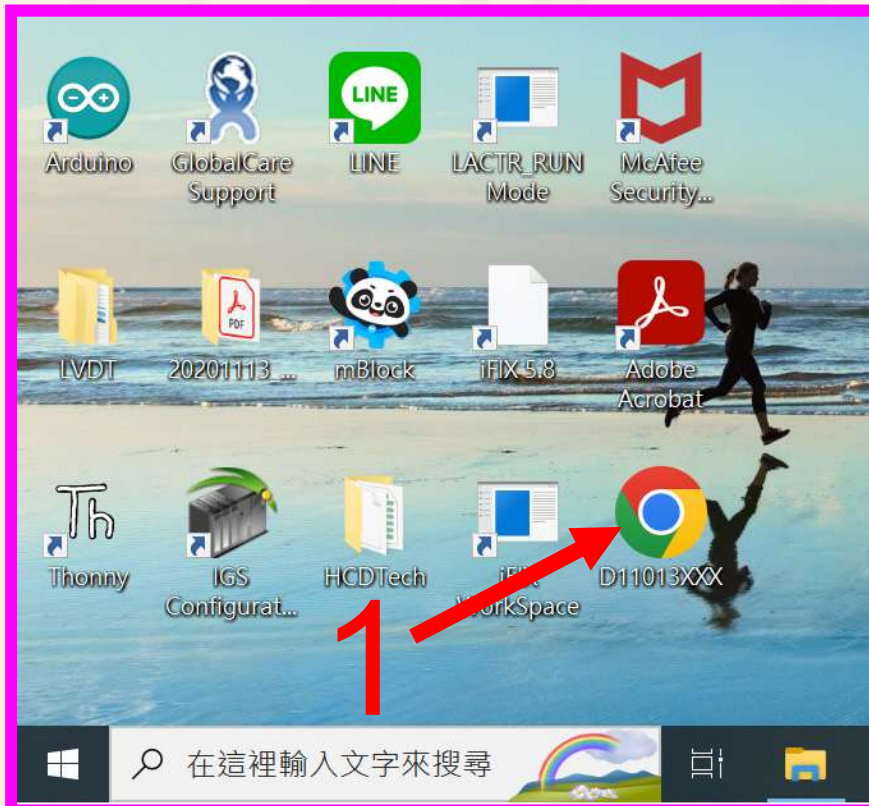 LINE
Arduino
GlobalCare
Support
LINE
LACTR_RUN
Mode
McAfee
Security...
PDF
LVDT
20201113_...
mBlock
iFIX 5.8
Adobe
Acrobat
Th
Thonny
IGS
Configurat...
HCDTech
iFIX
WorkSpace
D11013XXX
1
在這裡輸入文字來搜尋